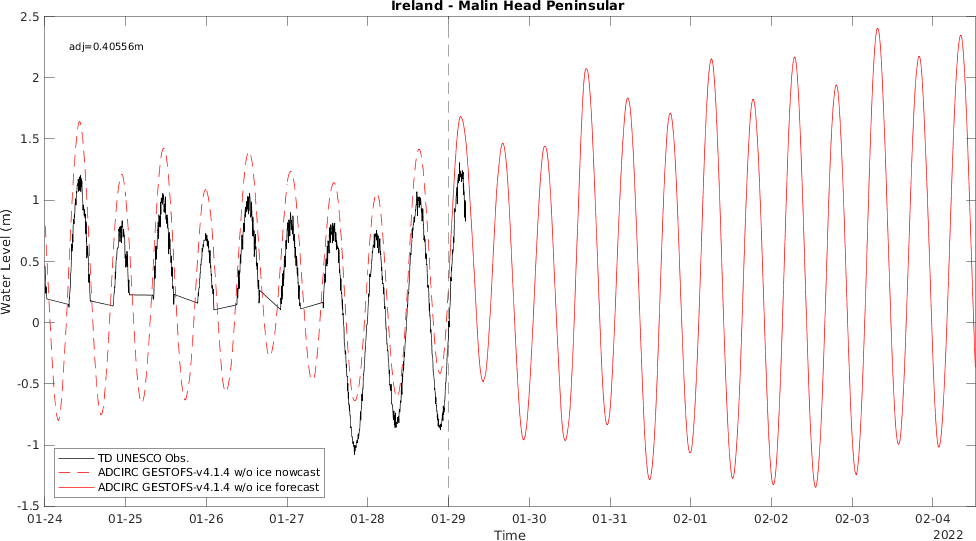 Ireland - Malin Head Peninsular
adj=0.40556m
2.5
2
1.5
1
0.5
0
-0.5
-1
-1.5
Water Level (m)
TD UNESCO Obs.
ADCIRC GESTOFS-v4.1.4 w/o ice nowcast
ADCIRC GESTOFS-v4.1.4 w/o ice forecast
01-24 01-25 01-26 01-27 01-28 01-29 01-30 01-31 02-01 02-02 02-03 02-04
Time
2022